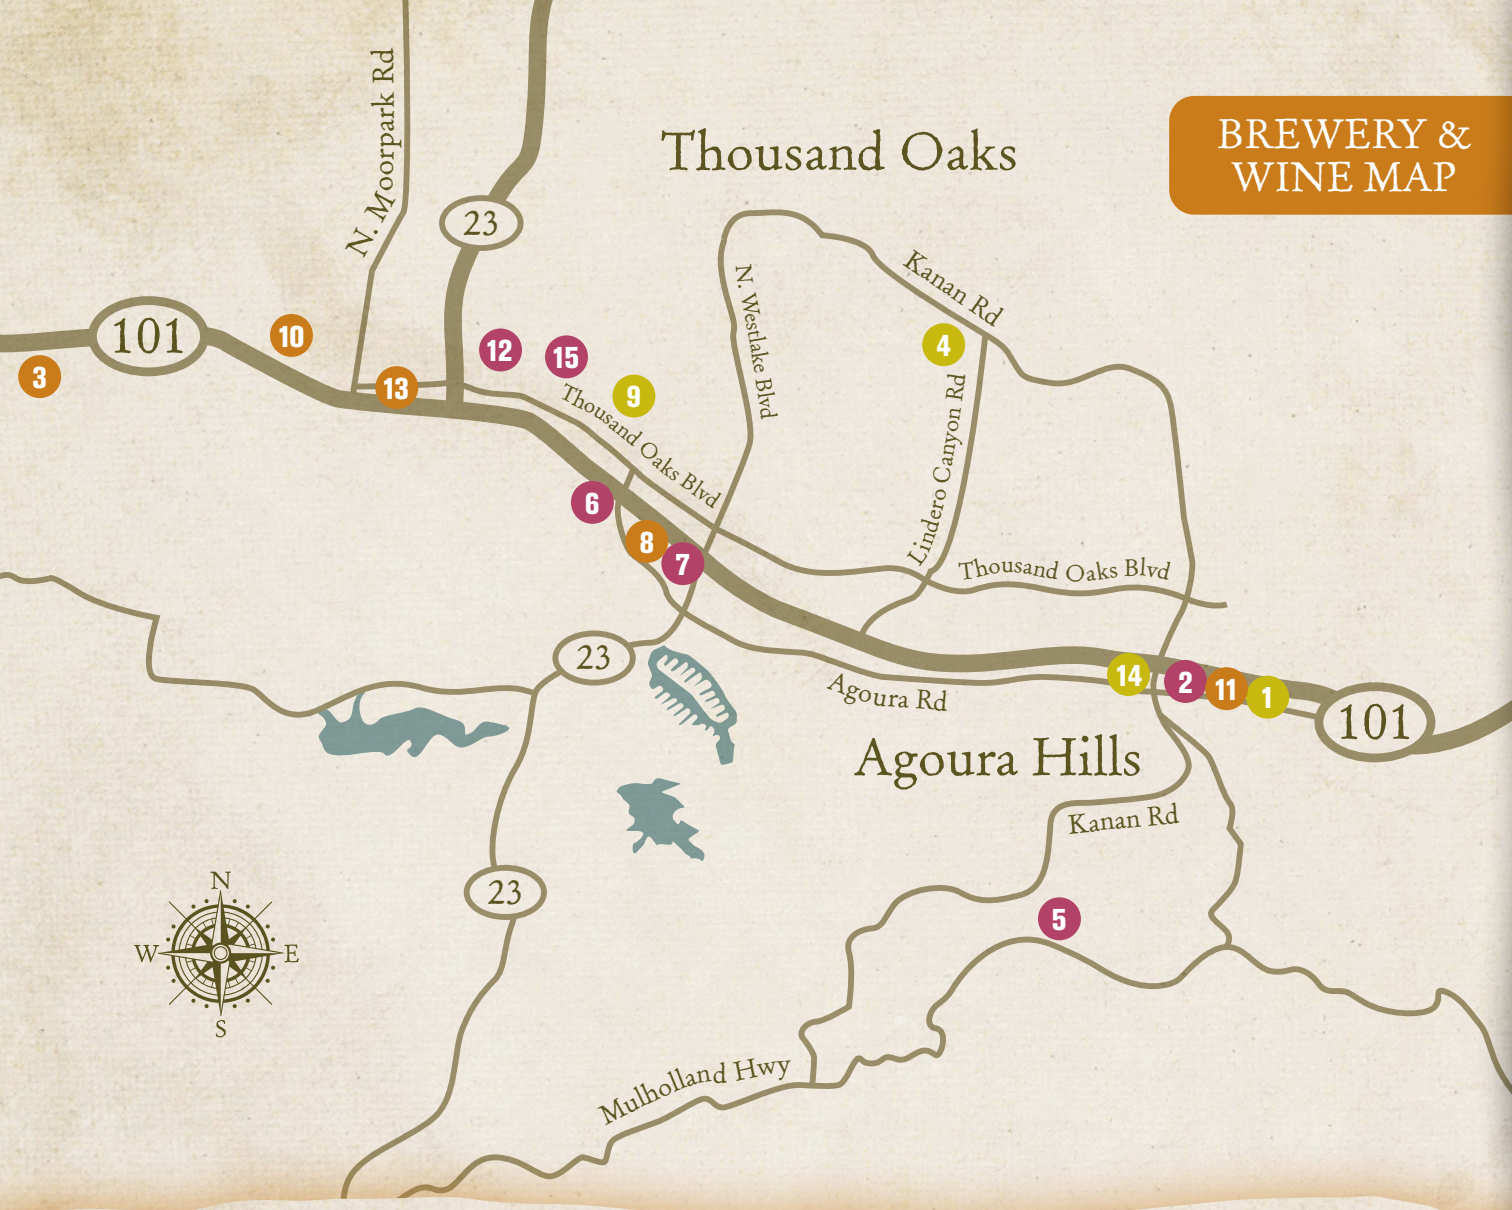 N. Moorpark Rd
BREWERY &
WINE MAP
Thousand Oaks
23
Kanan Rd
N. Westlake Blvd
101
10
3
12
15
4
13
9
Thousand Oaks Blvd
Lindero Canyon Rd
6
8
7
Thousand Oaks Blvd
23
14
2
11
1
Agoura Rd
101
Agoura Hills
Kanan Rd
23
5
N
W
E
S
Mulholland Hwy